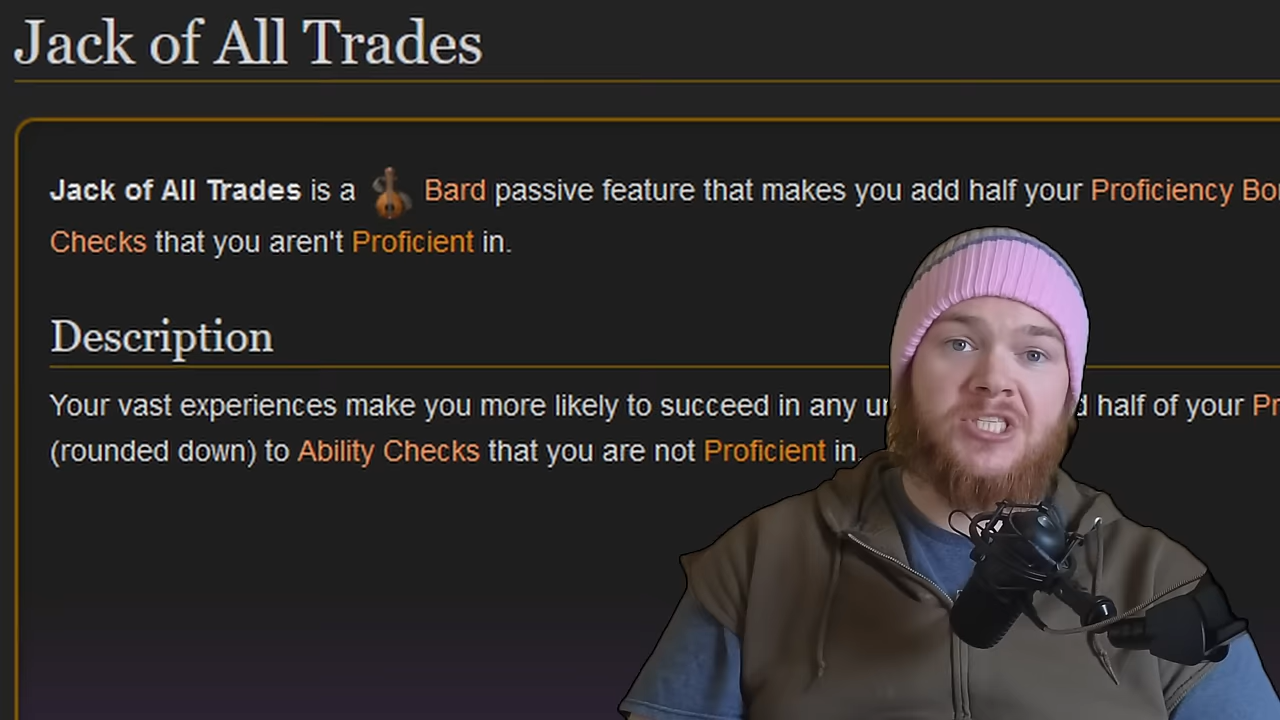 Jack of All Trades
Jack of All Trades is a Bard passive feature that makes you add half your Proficiency
Checks that you aren't Proficient in.
Description
Your vast experiences make you more likely to succeed in any half of your
(rounded down) to Ability Checks that you are not Proficient in.